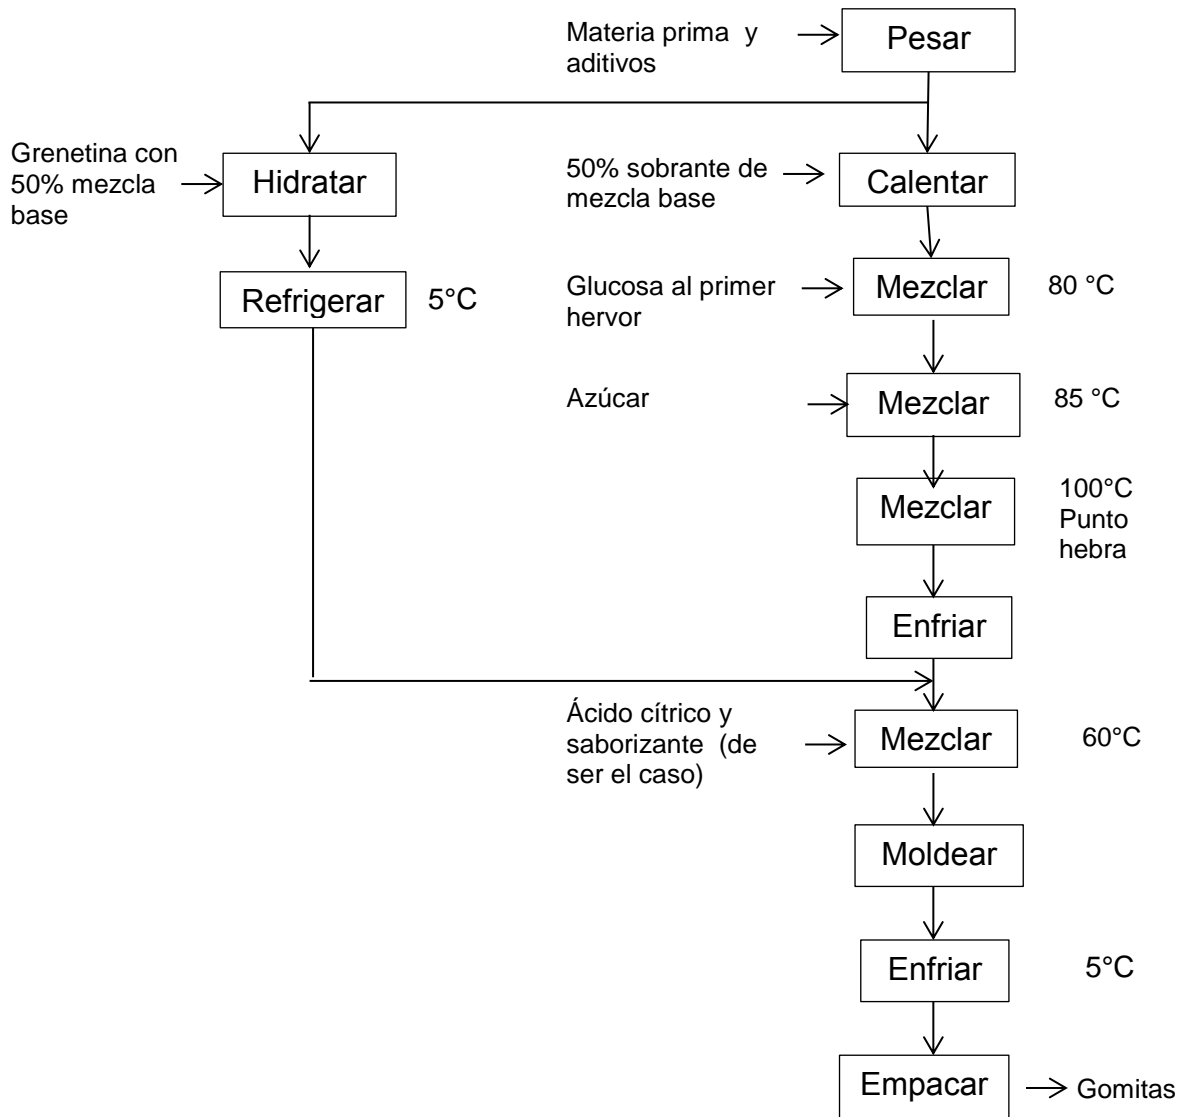 Materia prima y
aditivos
Pesar
Grenetina con
50% mezcla
base
Hidratar
50% sobrante de
mezcla base
Calentar
Refrigerar
5°C
Glucosa al primer
hervor
Mezclar
80 °C
Azúcar
Mezclar
85 °C
Mezclar
100°C
Punto
hebra
Enfriar
Ácido cítrico y
saborizante (de
ser el caso)
Mezclar
60°C
Moldear
Enfriar
5°C
Empacar
Gomitas